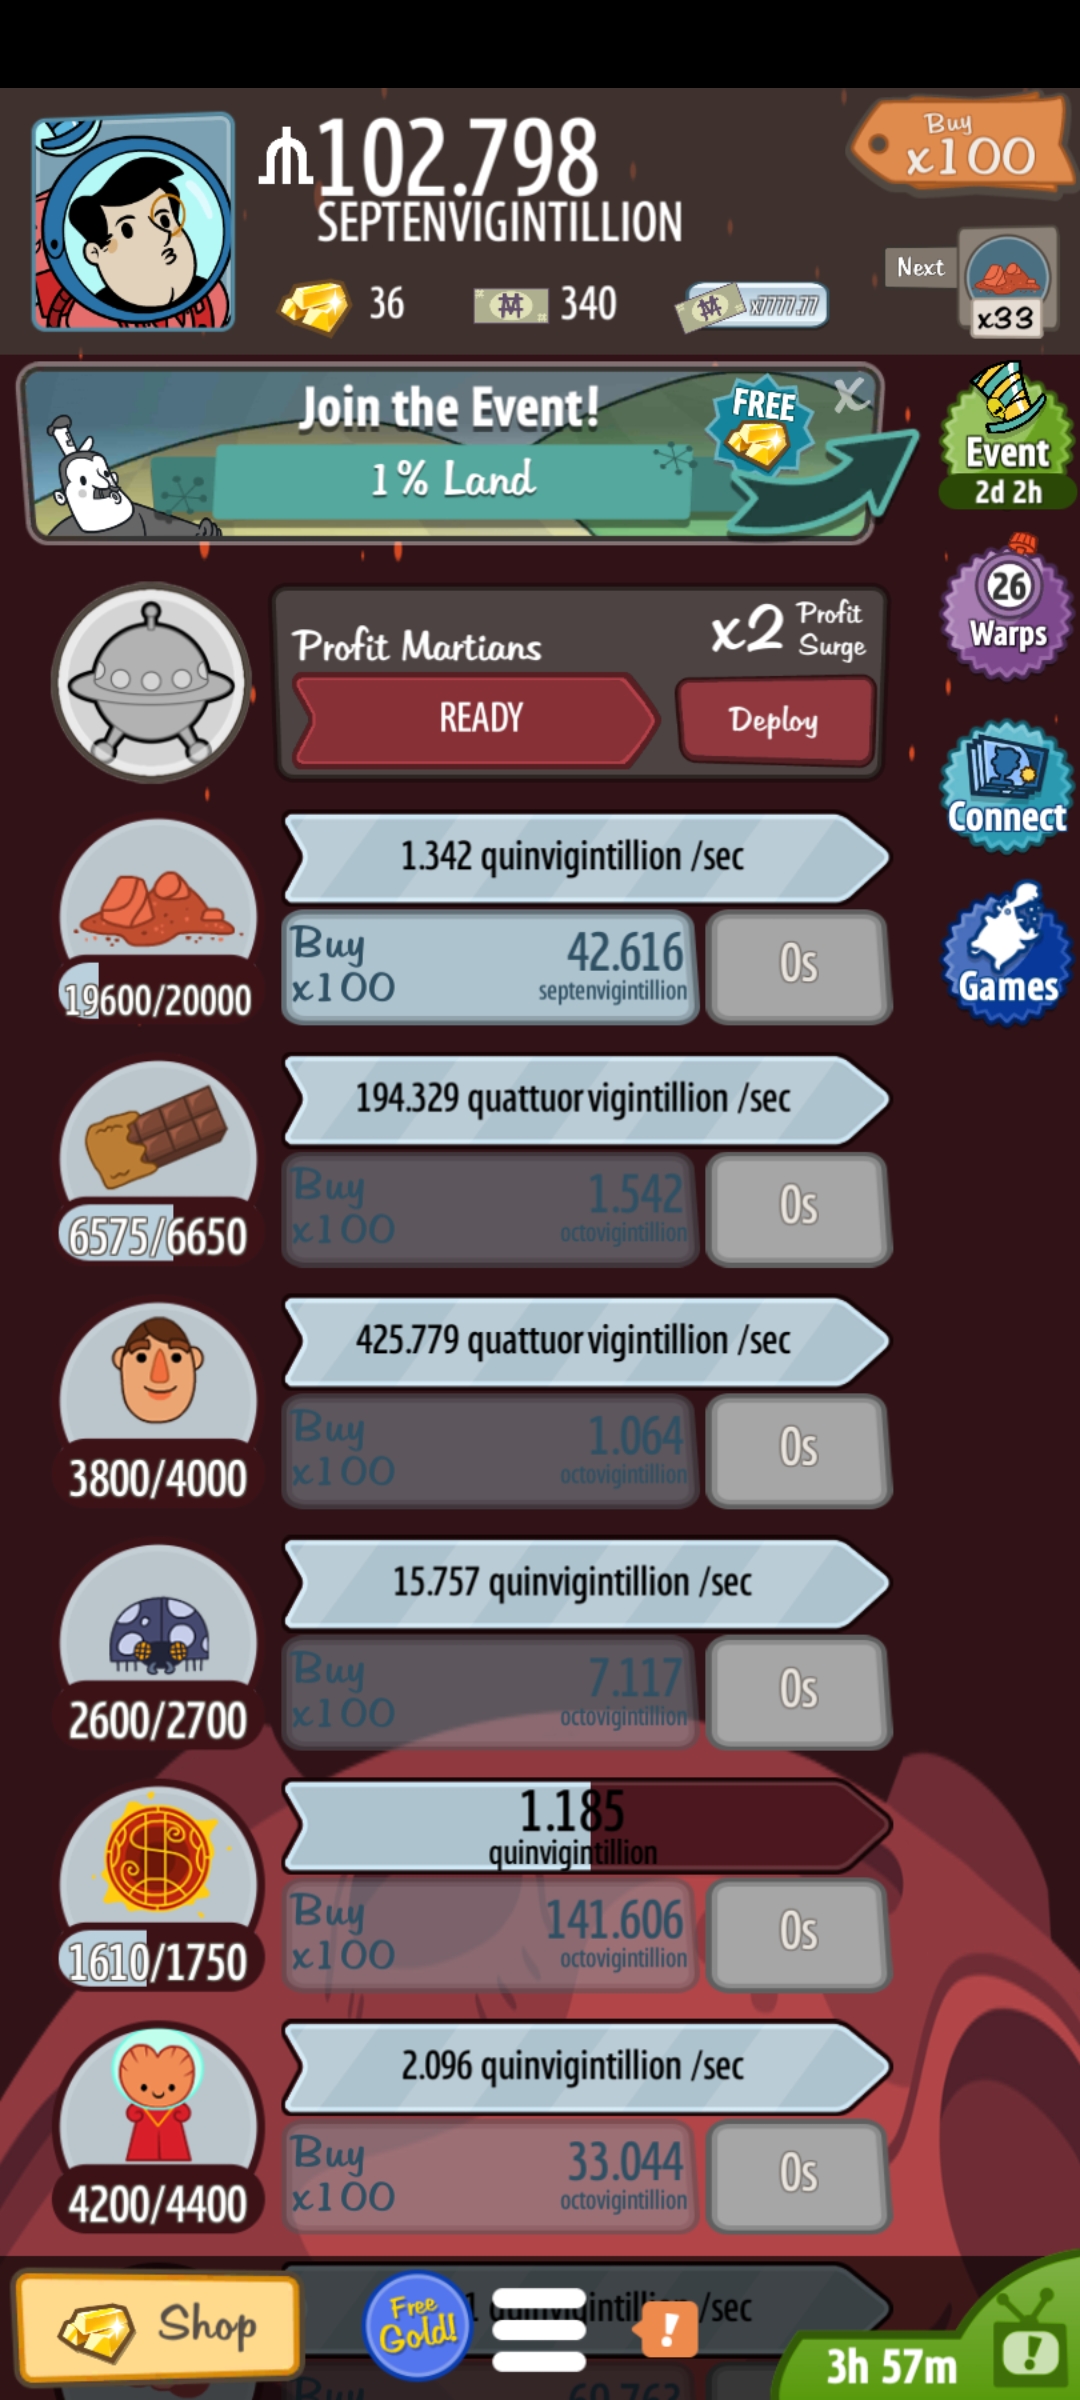 102.798
SEPTENVIGINTILLION
Buy
x100
36
340
x7777.77
Next
x33
Join the Event!
1% Land
FREE
X
Event
2d 2h
26
Warps
Connect
Games
Profit Martians
x2 Profit Surge
READY
Deploy
1.342 quinvigintillion /sec
Buy
x100
42.616
septenvigintillion
0s
19600/20000
194.329 quattuorvigintillion /sec
Buy
x100
1.542
octovigintillion
0s
6575/6650
425.779 quattuorvigintillion /sec
Buy
x100
1.064
octovigintillion
0s
3800/4000
15.757 quinvigintillion /sec
Buy
x100
7.117
octovigintillion
0s
2600/2700
1.185
quinvigintillion
Buy
x100
141.606
octovigintillion
0s
1610/1750
2.096 quinvigintillion /sec
Buy
x100
33.044
octovigintillion
0s
4200/4400
/sec
Shop
Free
Gold!
!
3h 57m
!
Buy
60.763